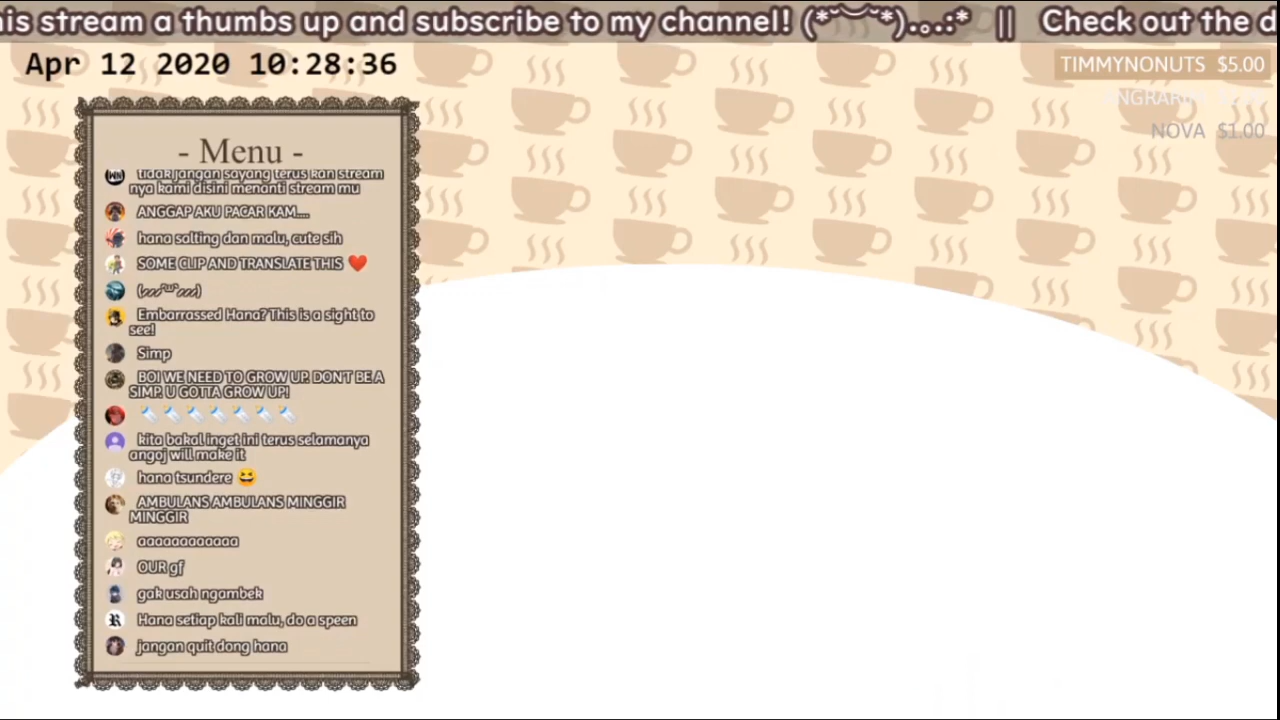 his stream a thumbs up and subscribe to my channel! (*˘︶˘*).｡.:* || Check out the d
Apr 12 2020 10:28:36
TIMMYNONUTS $5.00
NOVA $1.00
- Menu -
tidak jangan sayang terus kan stream
nya kami disini menanti stream mu
ANGGAP AKU PACAR KAM....
hana salting dan malu, cute sih
SOME CLIP AND TRANSLATE THIS ❤️
(⁄⁄⁄°ω°⁄⁄⁄)
Embarrassed Hana? This is a sight to
see!
Simp
BOI WE NEED TO GROW UP. DON'T BE A
SIMP. U GOTTA GROW UP!
🍼🍼🍼🍼🍼🍼🍼
kita bakal inget ini terus selamanya
angoj will make it
hana tsundere 😆
AMBULANS AMBULANS MINGGIR
MINGGIR
aaaaaaaaaaaa
OUR gf
gak usah ngambek
Hana setiap kali malu, do a speen
jangan quit dong hana